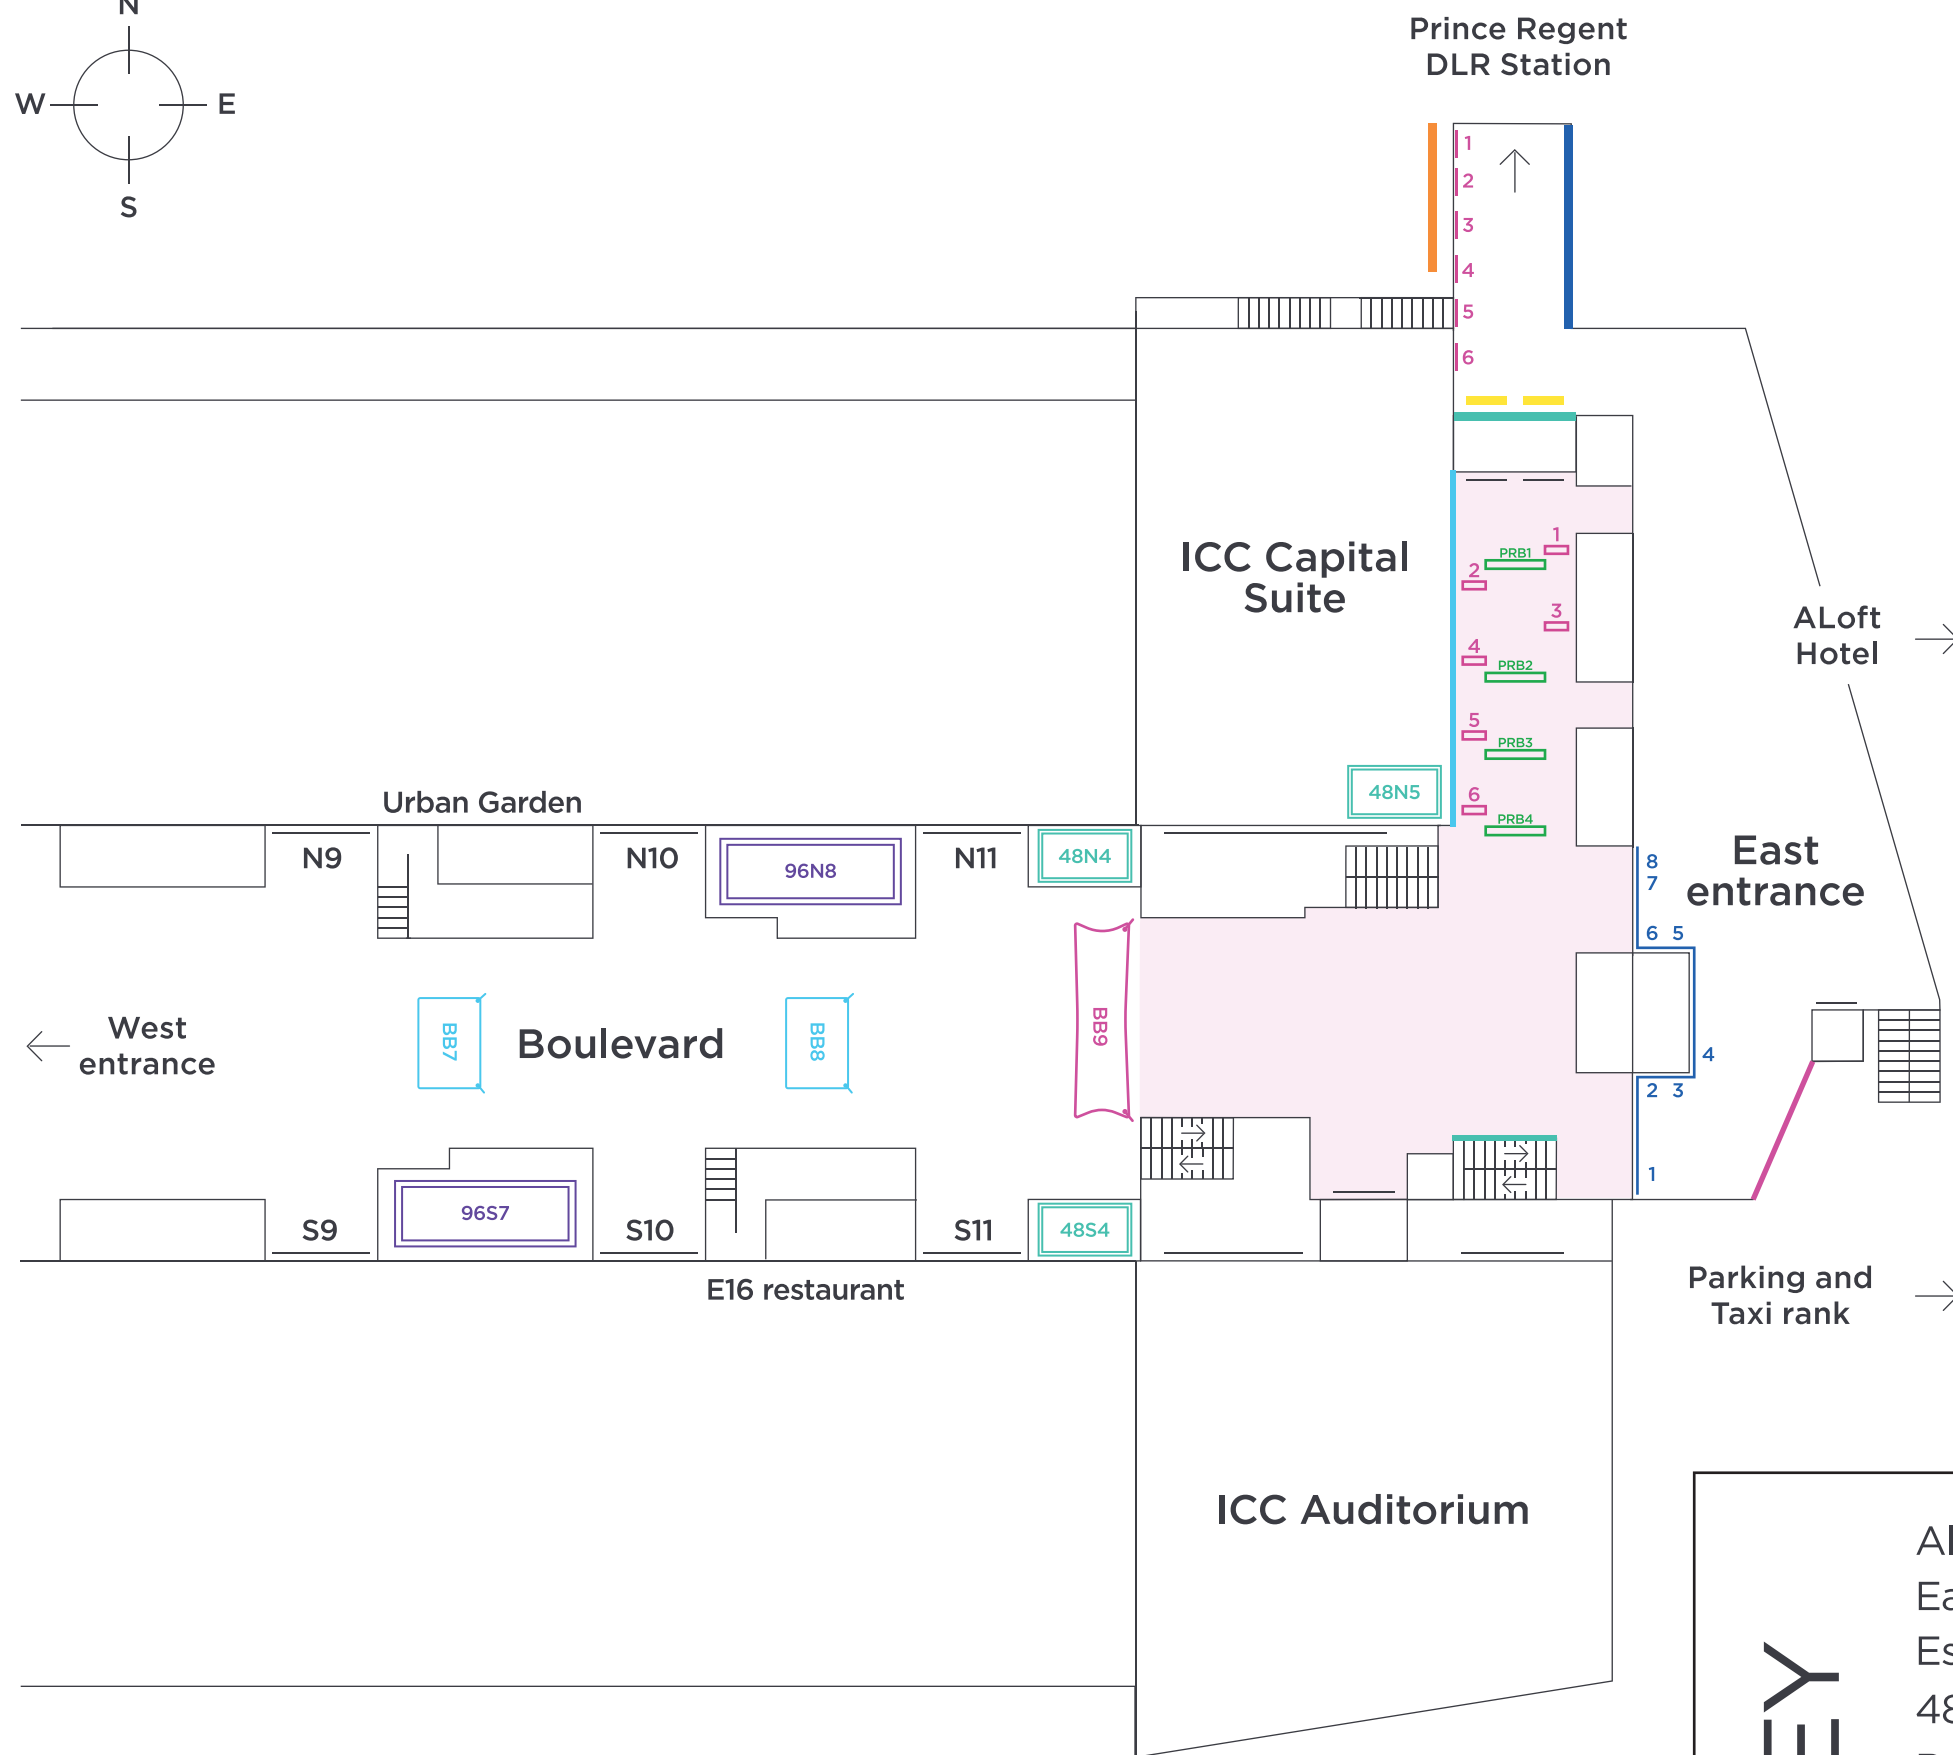 N
W
E
S
Prince Regent
DLR Station
1
2
3
4
5
6
ICC Capital
Suite
1
PRB1
2
3
4
PRB2
5
PRB3
6
PRB4
48N5
ALoft
Hotel
Urban Garden
N9
N10
96N8
N11
48N4
East
entrance
8
7
6 5
4
2 3
1
West
entrance
BB7
Boulevard
BB8
BB9
S9
96S7
S10
S11
48S4
E16 restaurant
Parking and
Taxi rank
ICC Auditorium